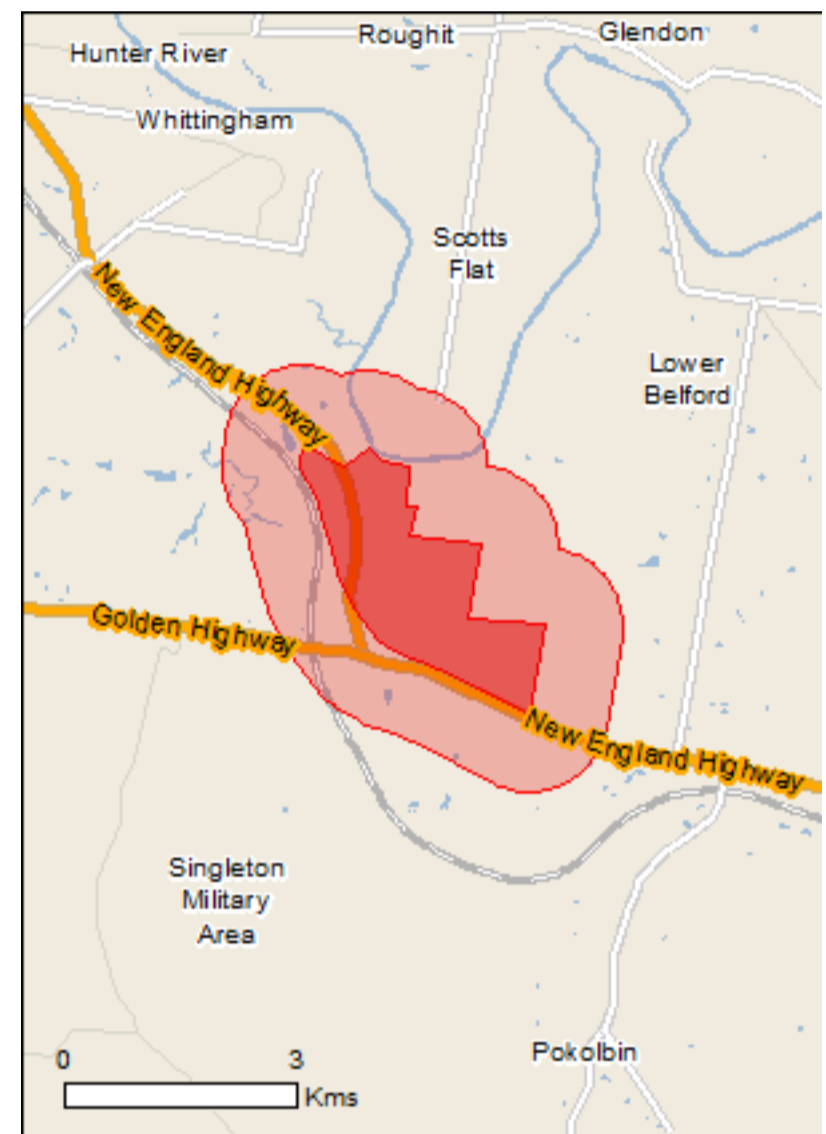 Roughit
Glendon
Hunter River
Whittingham
Scotts
Flat
New England Highway
Lower
Belford
Golden Highway
New England Highway
Singleton
Military
Area
Pokolbin
0 3
Kms